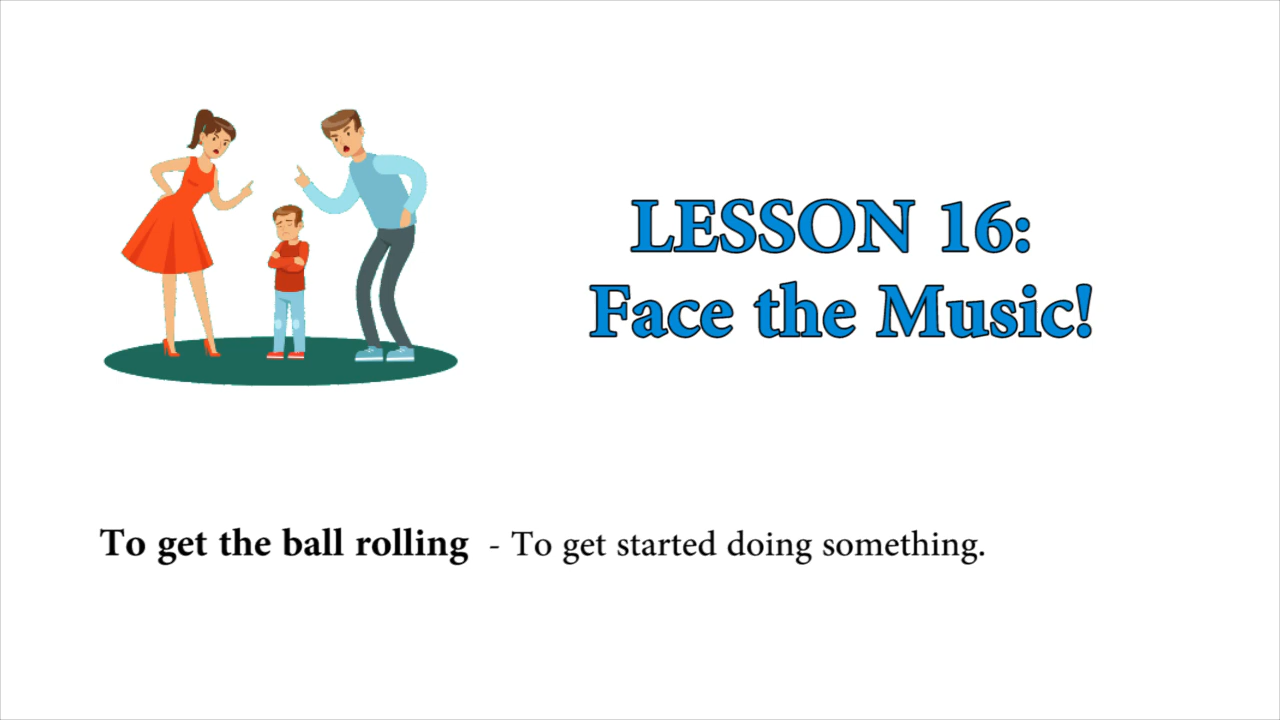 LESSON 16:
Face the Music!
To get the ball rolling - To get started doing something.